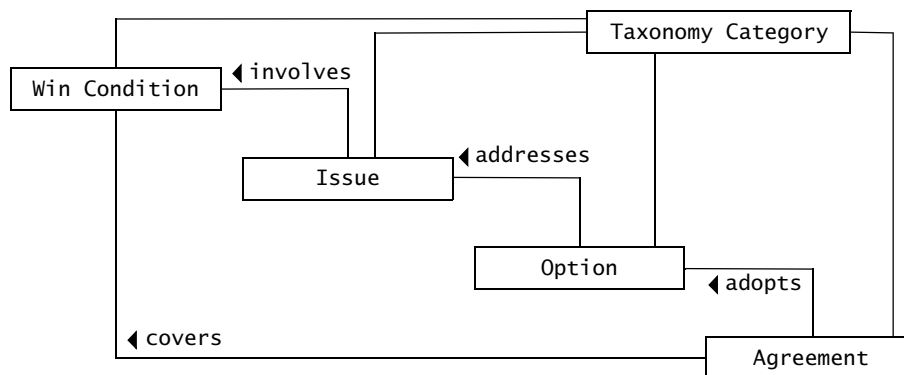 Taxonomy Category
involves
Win Condition
addresses
Issue
Option
adopts
covers
Agreement